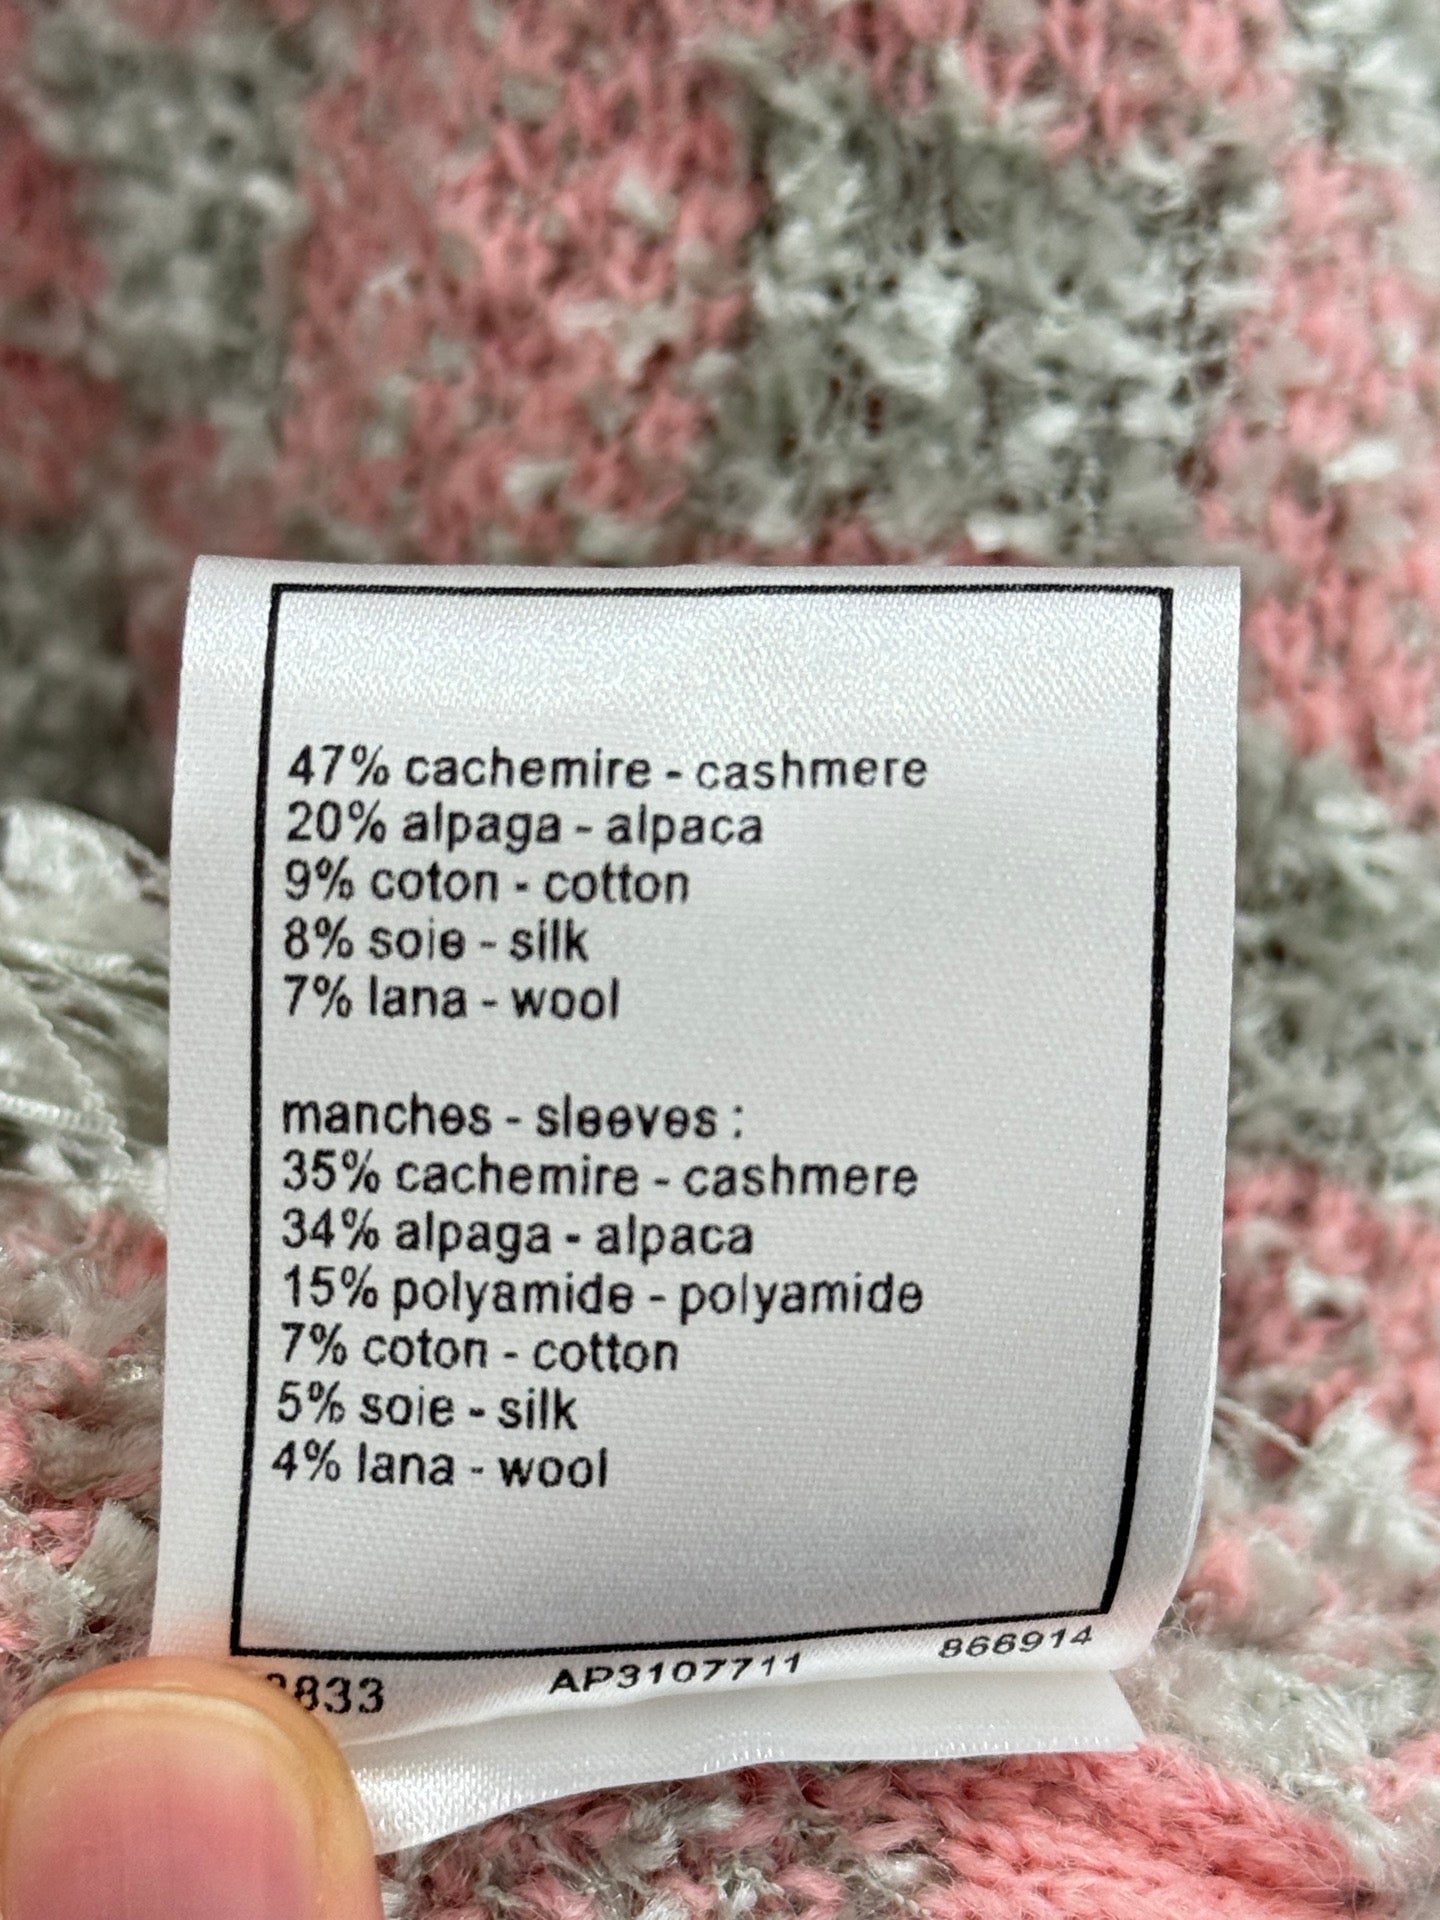 47% cachemire - cashmere
20% alpaga - alpaca
9% coton - cotton
8% soie - silk
7% lana - wool
manches - sleeves :
35% cachemire - cashmere
34% alpaga - alpaca
15% polyamide - polyamide
7% coton - cotton
5% soie - silk
4% lana - wool
AP3107711 866914